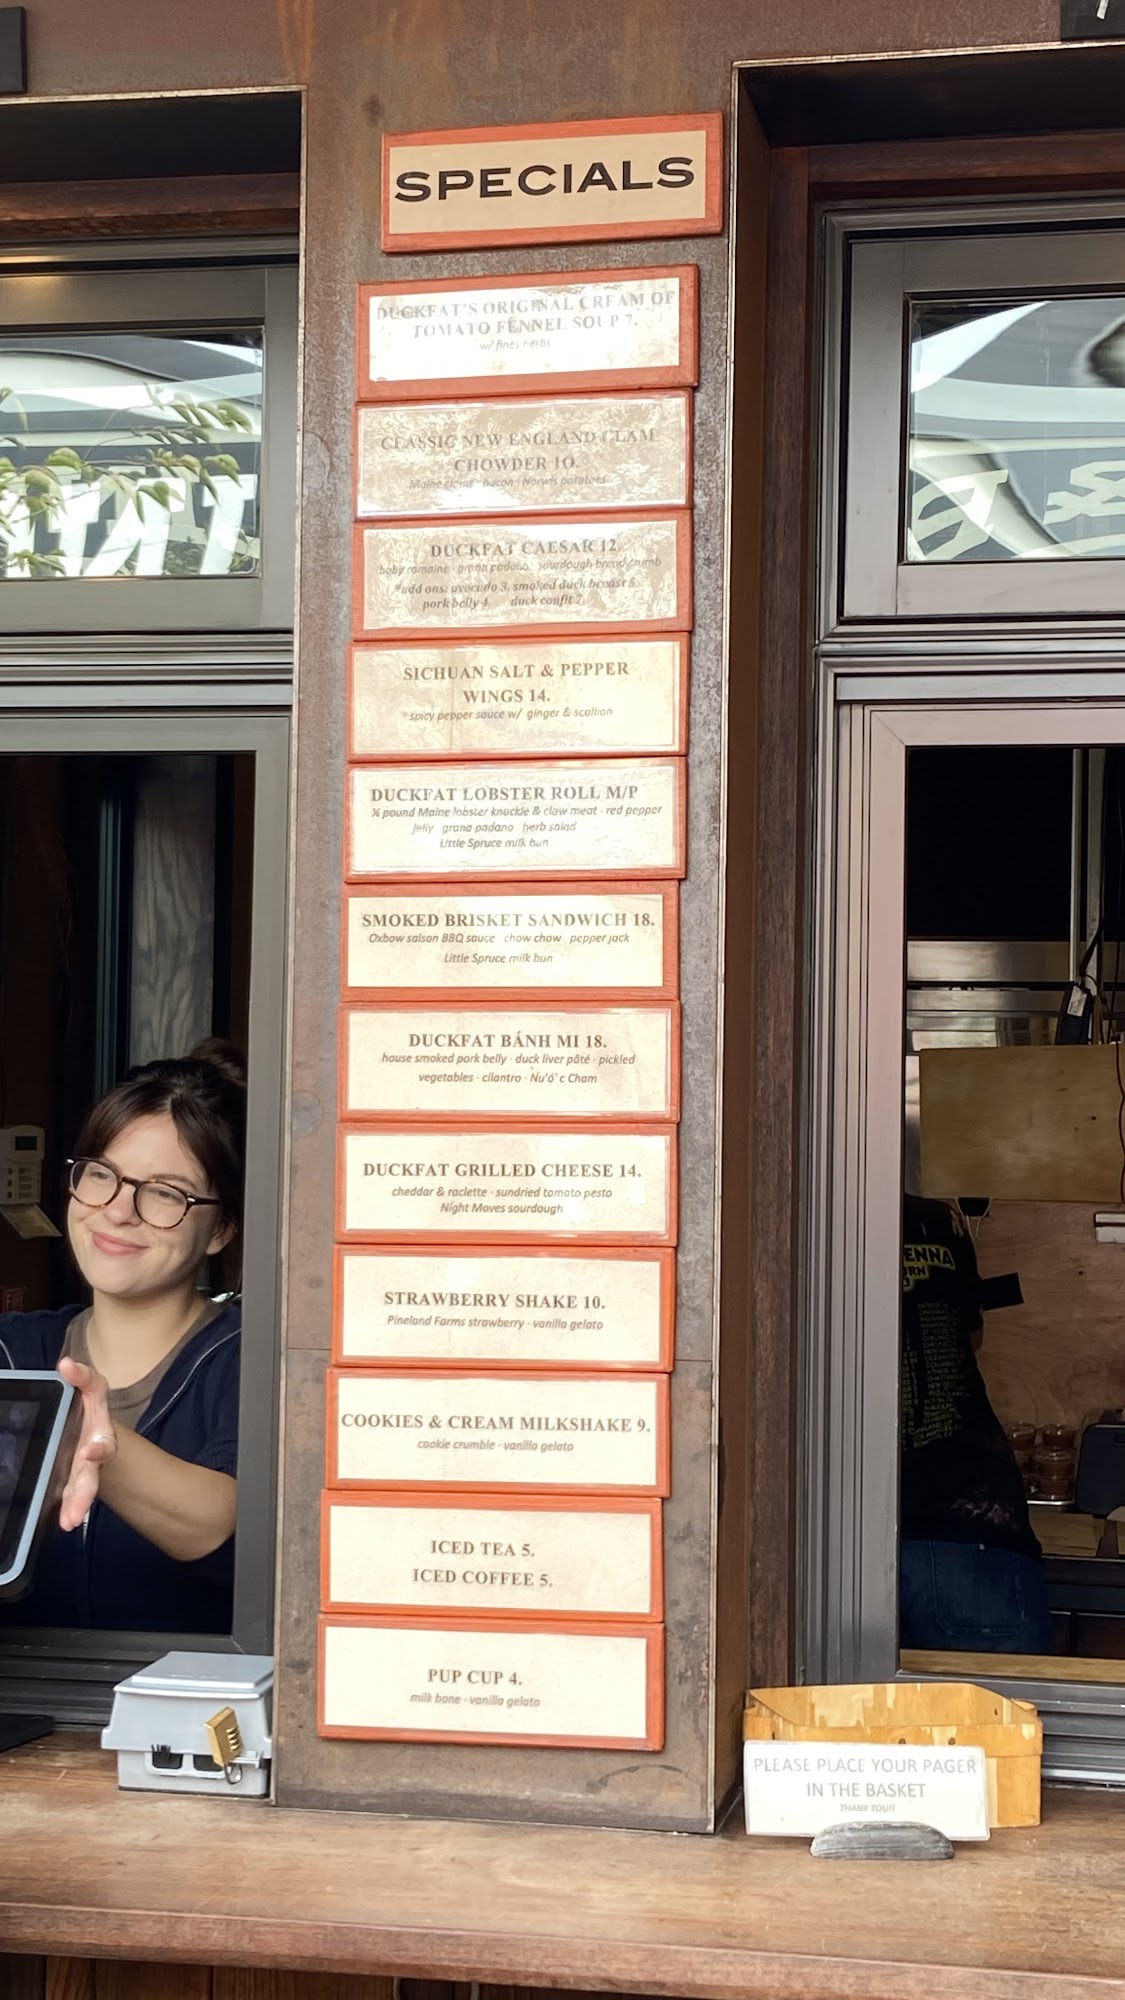 SPECIALS
DUCKFAT'S ORIGINAL CREAM OF
TOMATO FENNEL SOUP 7.
w/ fines herbs
CLASSIC NEW ENGLAND CLAM
CHOWDER 10.
Maine clams · bacon · Norwis potatoes
DUCKFAT CAESAR 12.
baby romaine · grana padano · sourdough bread crumb
*add ons: avocado 3. smoked duck breast 5.
pork belly 4. duck confit 7.
SICHUAN SALT & PEPPER
WINGS 14.
spicy pepper sauce w/ ginger & scallion
DUCKFAT LOBSTER ROLL M/P
¼ pound Maine lobster knuckle & claw meat · red pepper
jelly grana padano herb salad
Little Spruce milk bun
SMOKED BRISKET SANDWICH 18.
Oxbow saison BBQ sauce chow chow pepper jack
Little Spruce milk bun
DUCKFAT BÁNH MI 18.
house smoked pork belly · duck liver pâté · pickled
vegetables · cilantro · Nu'ó' c Cham
DUCKFAT GRILLED CHEESE 14.
cheddar & raclette · sundried tomato pesto
Night Moves sourdough
STRAWBERRY SHAKE 10.
Pineland Farms strawberry · vanilla gelato
COOKIES & CREAM MILKSHAKE 9.
cookie crumble · vanilla gelato
ICED TEA 5.
ICED COFFEE 5.
PUP CUP 4.
milk bone · vanilla gelato
PLEASE PLACE YOUR PAGER
IN THE BASKET
THANK YOU!!